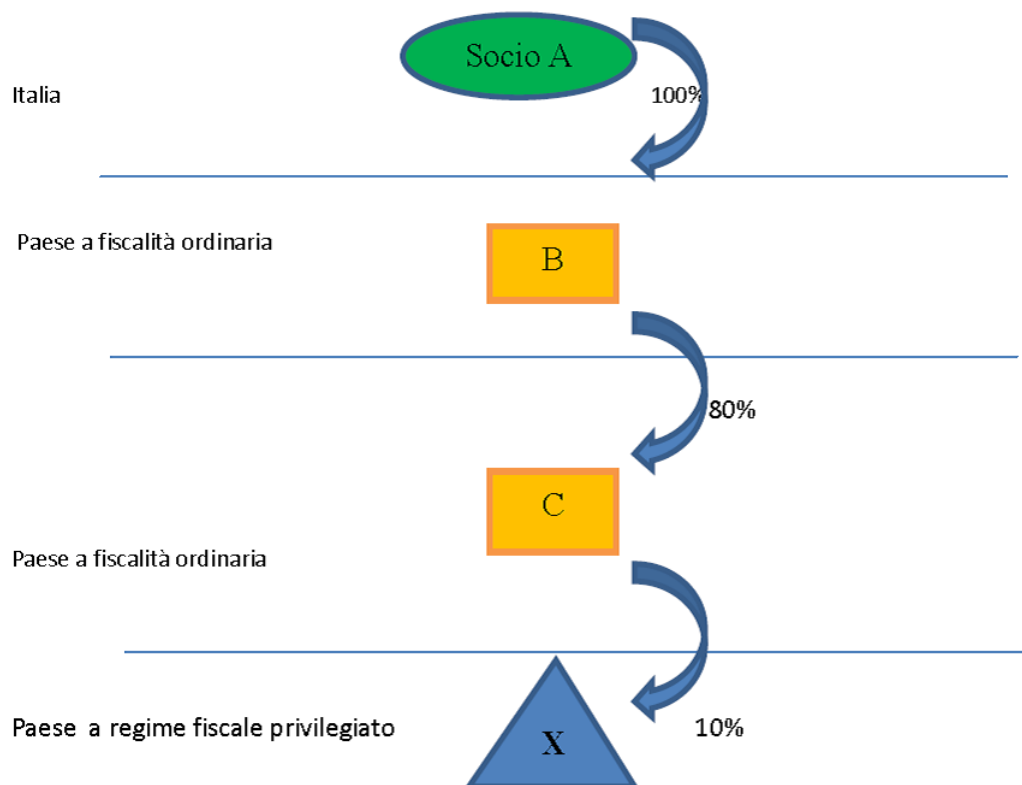 Socio A
Italia
100%
Paese a fiscalità ordinaria
B
80%
C
Paese a fiscalità ordinaria
Paese a regime fiscale privilegiato
X
10%